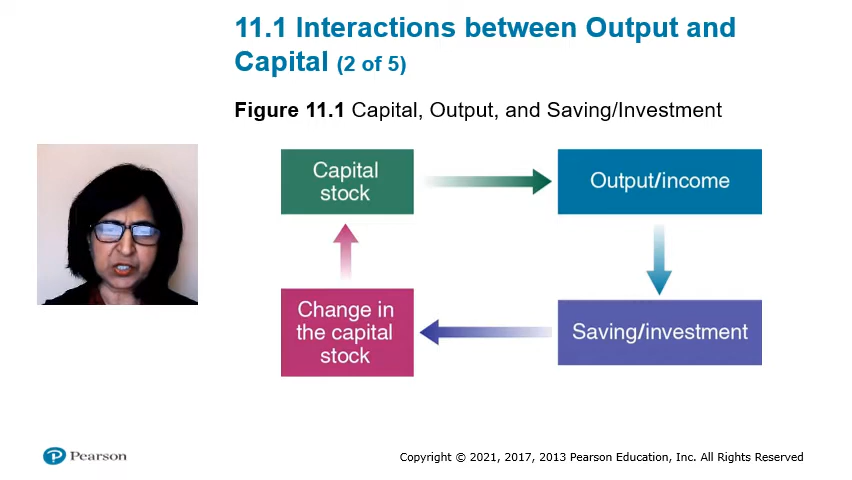 11.1 Interactions between Output and
Capital (2 of 5)
Figure 11.1 Capital, Output, and Saving/Investment
Capital
stock
Output/income
Change in
the capital
stock
Saving/investment
Pearson
Copyright © 2021, 2017, 2013 Pearson Education, Inc. All Rights Reserved